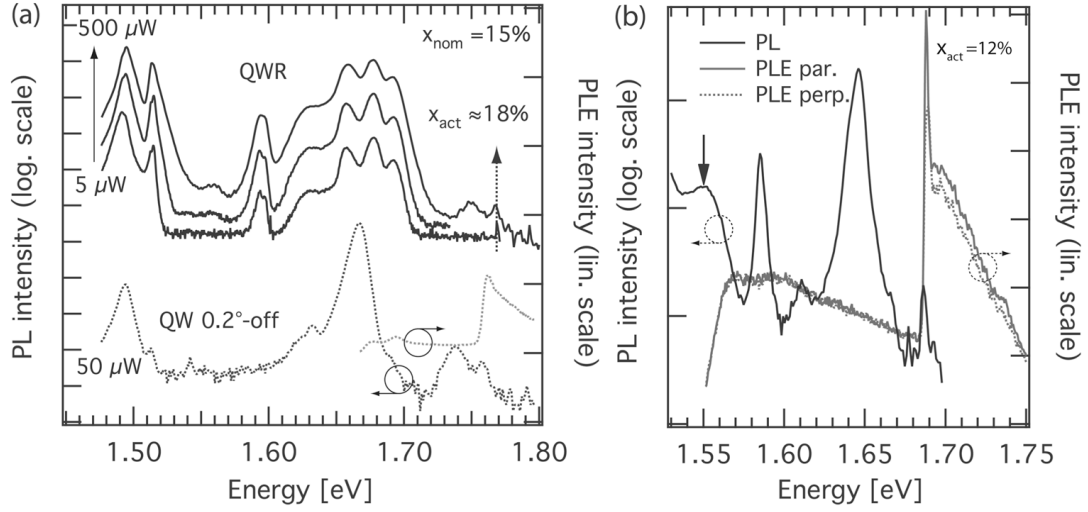 (a)
500 µW
x_nom =15%
QWR
x_act ≈18%
5 µW
QW 0.2°-off
50 µW
PL intensity (log. scale)
PLE intensity (lin. scale)
1.50 1.60 1.70 1.80
Energy [eV]
(b)
PL
PLE par.
PLE perp.
x_act =12%
PL intensity (log. scale)
PLE intensity (lin. scale)
1.55 1.60 1.65 1.70 1.75
Energy [eV]